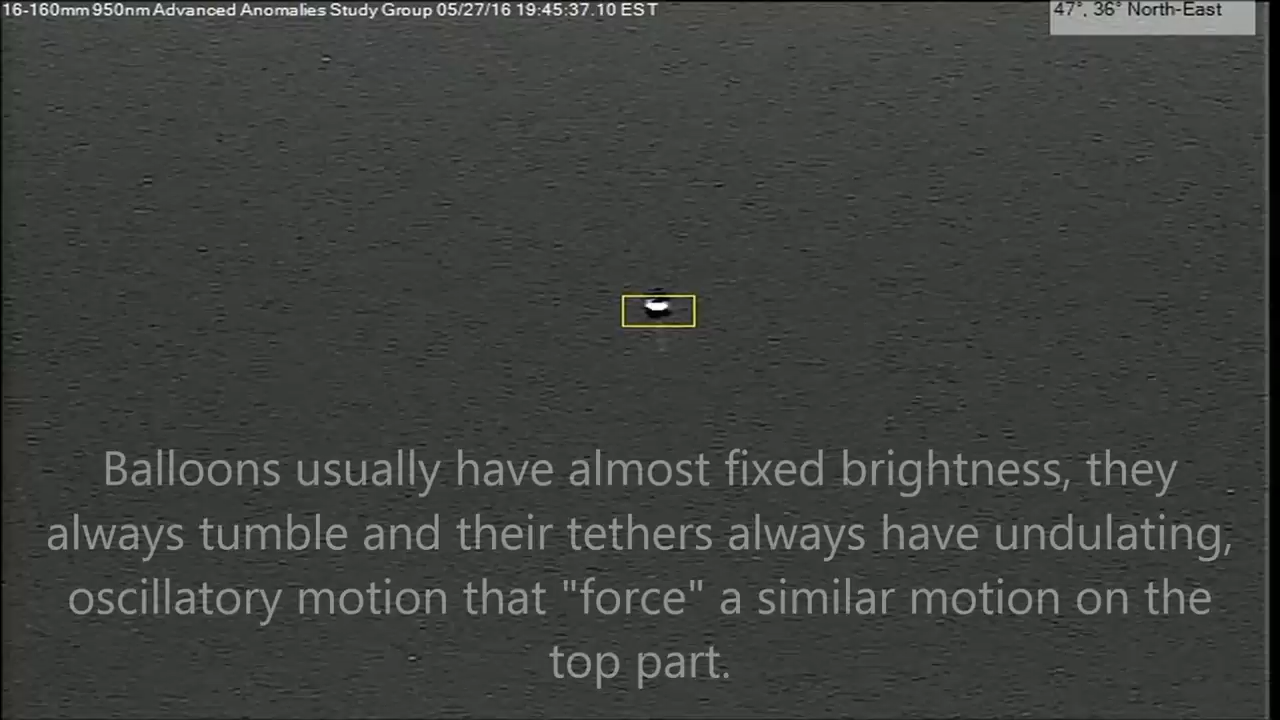 16-160mm 950nm Advanced Anomalies Study Group 05/27/16 19:45:37.10 EST
47°, 36° North-East
Balloons usually have almost fixed brightness, they
always tumble and their tethers always have undulating,
oscillatory motion that "force" a similar motion on the
top part.